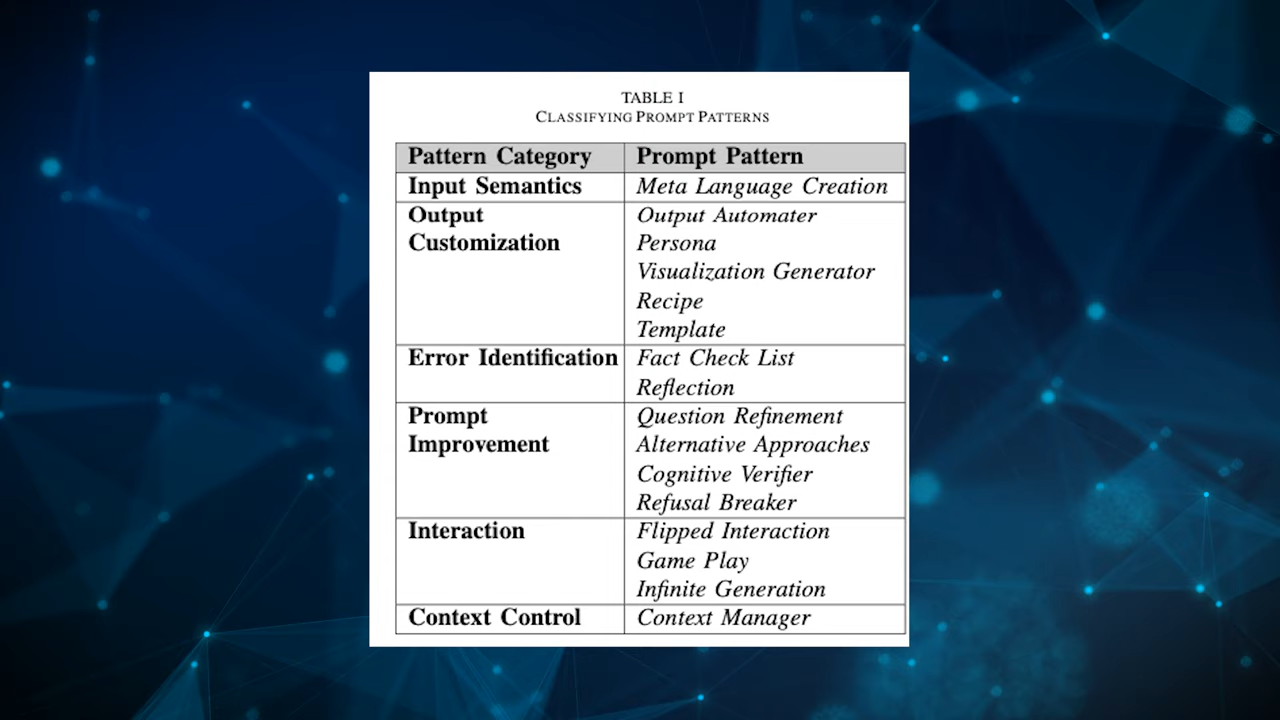 TABLE I
CLASSIFYING PROMPT PATTERNS
Pattern Category Prompt Pattern
Input Semantics Meta Language Creation
Output Output Automater
Customization Persona
Visualization Generator
Recipe
Template
Error Identification Fact Check List
Reflection
Prompt Question Refinement
Improvement Alternative Approaches
Cognitive Verifier
Refusal Breaker
Interaction Flipped Interaction
Game Play
Infinite Generation
Context Control Context Manager